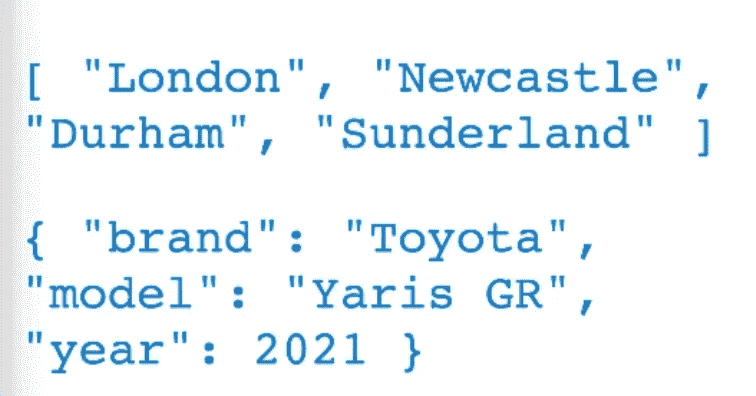 [ "London", "Newcastle",
"Durham", "Sunderland" ]
{ "brand": "Toyota",
"model": "Yaris GR",
"year": 2021 }